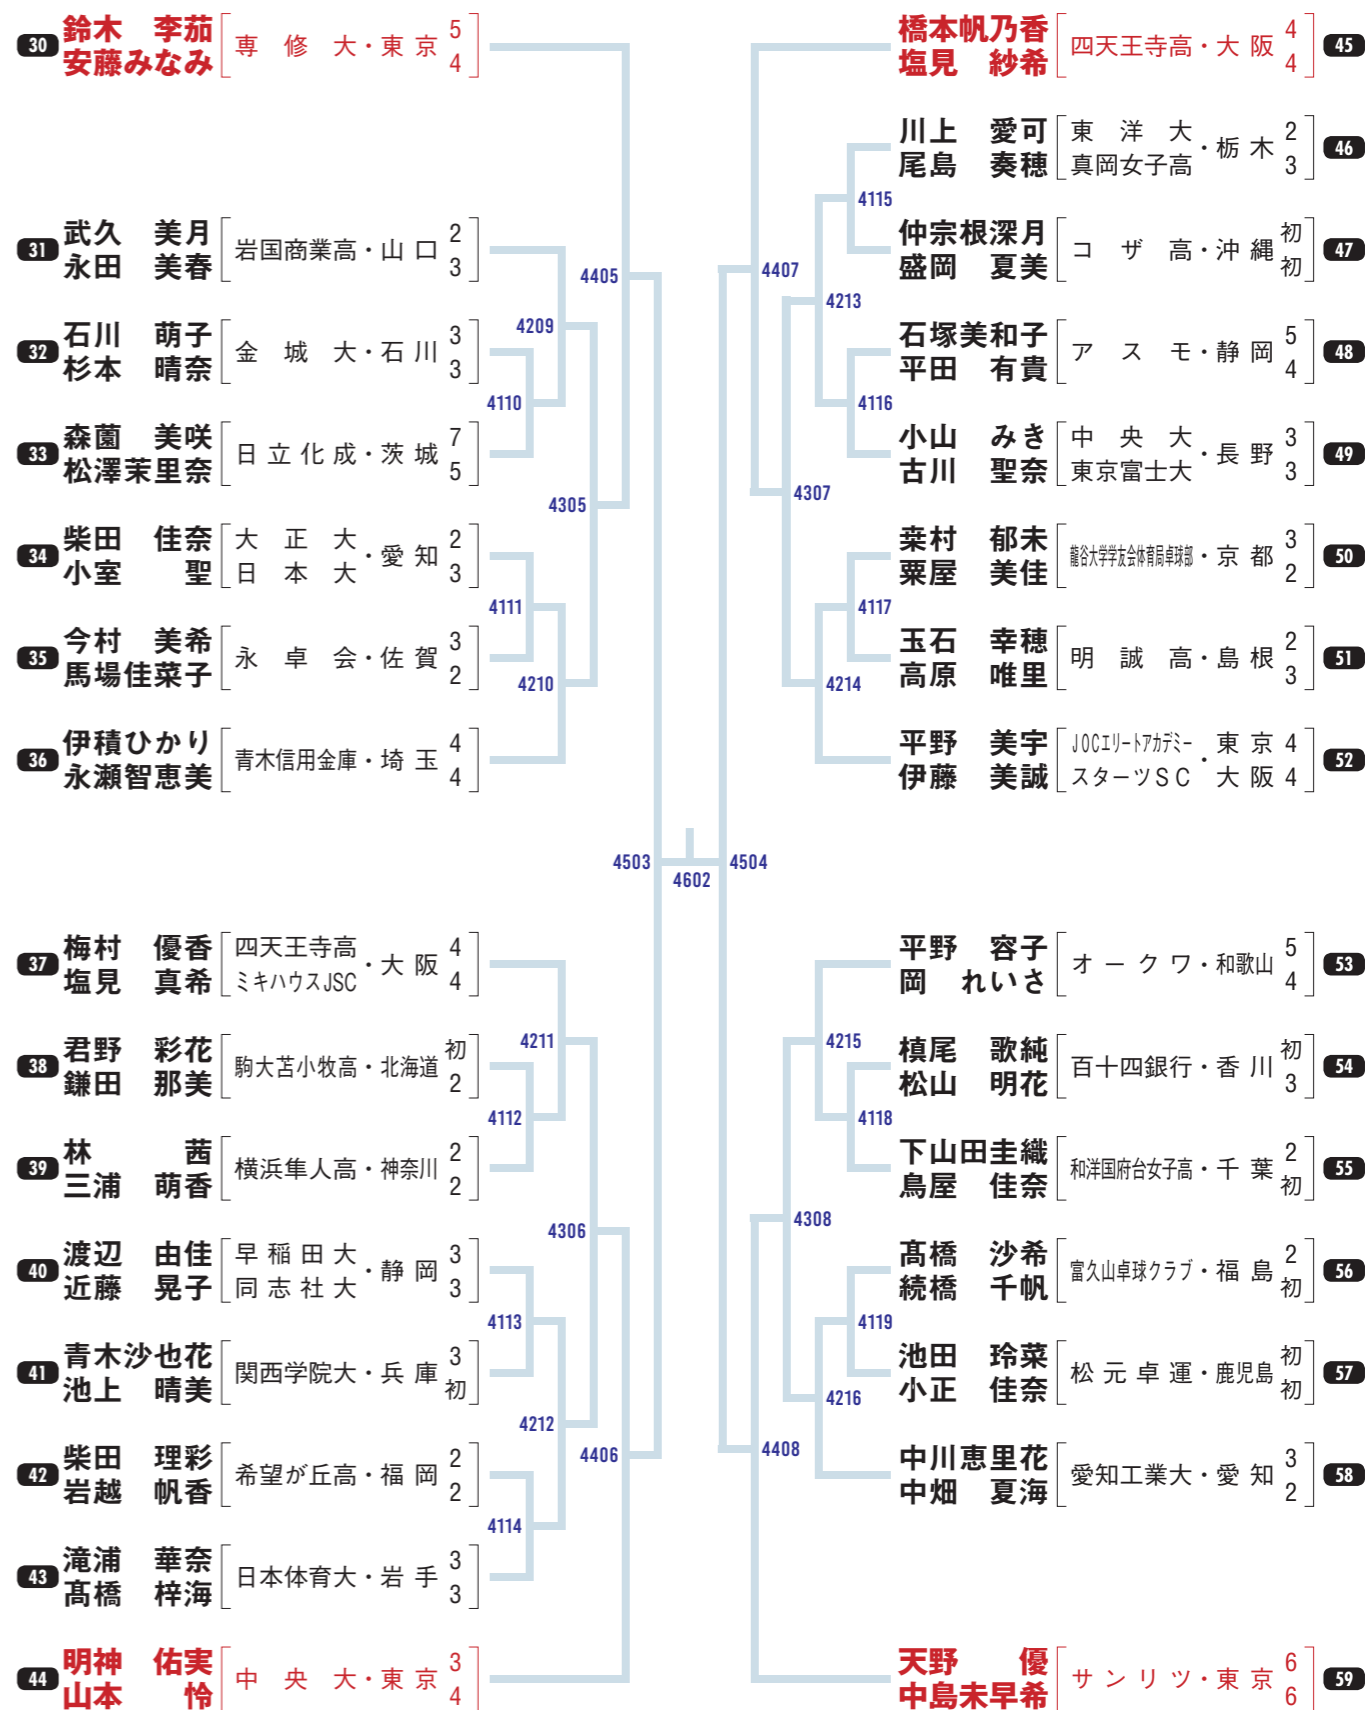 30 鈴木　李茄 専修大・東京 5
安藤みなみ 4
31 武久　美月 岩国商業高・山口 2
永田　美春 3
32 石川　萌子 金城大・石川 3
杉本　晴奈 3
33 森薗　美咲 日立化成・茨城 7
松澤茉里奈 5
34 柴田　佳奈 大正大・愛知 2
小室　聖 日本大 3
35 今村　美希 永卓会・佐賀 3
馬場佳菜子 2
36 伊積ひかり 青木信用金庫・埼玉 4
永瀬智恵美 4
37 梅村　優香 四天王寺高・大阪 4
塩見　真希 ミキハウスJSC 4
38 君野　彩花 駒大苫小牧高・北海道 初
鎌田　那美 2
39 林　茜 横浜隼人高・神奈川 2
三浦　萌香 2
40 渡辺　由佳 早稲田大・静岡 3
近藤　晃子 同志社大 3
41 青木沙也花 関西学院大・兵庫 3
池上　晴美 初
42 柴田　理彩 希望が丘高・福岡 2
岩越　帆香 2
43 滝浦　華奈 日本体育大・岩手 3
髙橋　梓海 3
44 明神　佑実 中央大・東京 3
山本　怜 4
4405
4209
4110
4305
4111
4210
4503
4211
4112
4306
4113
4212
4406
4114
4602
橋本帆乃香 四天王寺高・大阪 4 45
塩見　紗希 4
川上　愛可 東洋大・栃木 2 46
尾島　奏穂 真岡女子高 3
仲宗根深月 コザ高・沖縄 初 47
盛岡　夏美 初
石塚美和子 アスモ・静岡 5 48
平田　有貴 4
小山　みき 中央大・長野 3 49
古川　聖奈 東京富士大 3
枽村　郁未 龍谷大学学友会体育局卓球部・京都 3 50
粟屋　美佳 2
玉石　幸穂 明誠高・島根 2 51
高原　唯里 3
平野　美宇 JOCエリートアカデミー・東京 4 52
伊藤　美誠 スターツSC 大阪 4
平野　容子 オークワ・和歌山 5 53
岡　れいさ 4
槙尾　歌純 百十四銀行・香川 初 54
松山　明花 3
下山田圭織 和洋国府台女子高・千葉 2 55
鳥屋　佳奈 初
髙橋　沙希 富久山卓球クラブ・福島 2 56
続橋　千帆 初
池田　玲菜 松元卓運・鹿児島 初 57
小正　佳奈 初
中川恵里花 愛知工業大・愛知 3 58
中畑　夏海 2
天野　優 サンリツ・東京 6 59
中島未早希 6
4115
4407
4213
4116
4307
4117
4214
4504
4215
4118
4308
4119
4216
4408